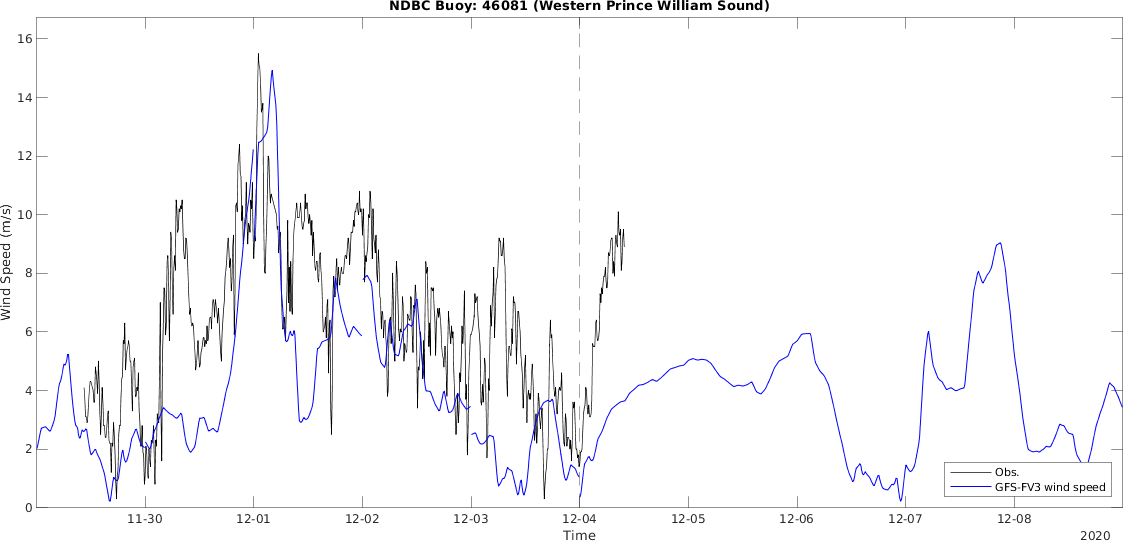 NDBC Buoy: 46081 (Western Prince William Sound)
16
14
12
10
8
6
4
2
0
Wind Speed (m/s)
Obs.
GFS-FV3 wind speed
11-30 12-01 12-02 12-03 12-04 12-05 12-06 12-07 12-08
Time
2020